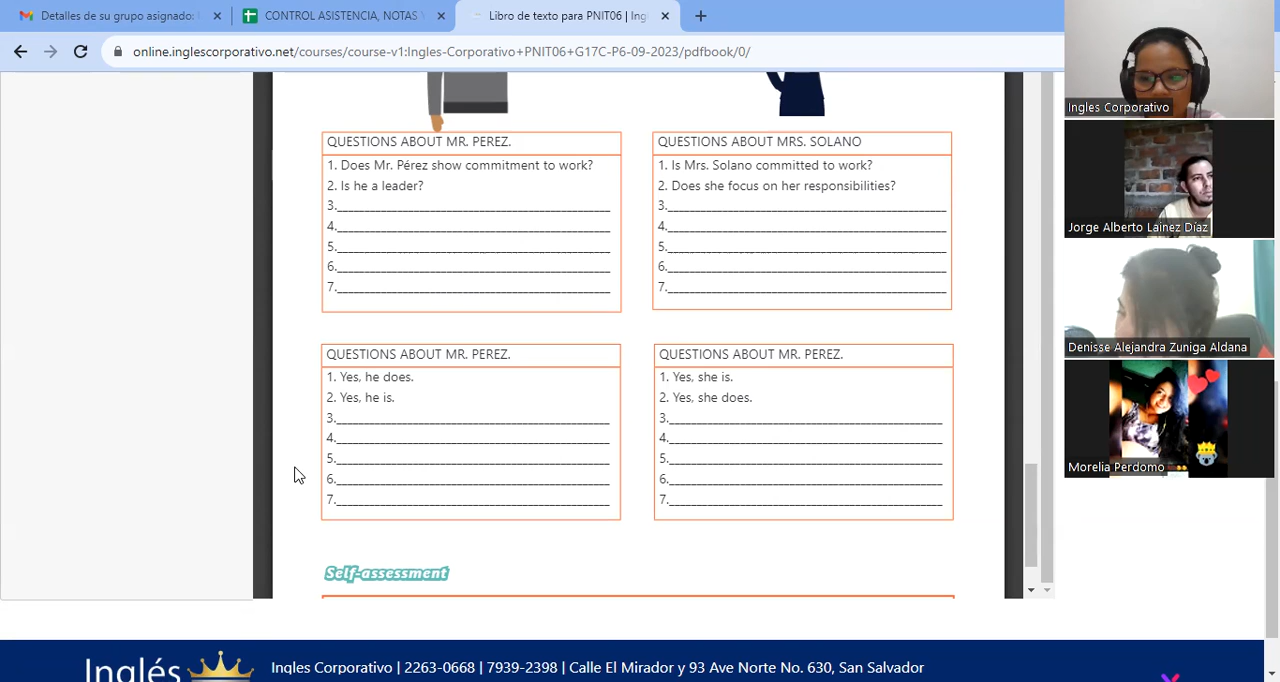 Detalles de su grupo asignado:
CONTROL ASISTENCIA, NOTAS
Libro de texto para PNIT06 | Ing
online.inglescorporativo.net/courses/course-v1:Ingles-Corporativo+PNIT06+G17C-P6-09-2023/pdfbook/0/
QUESTIONS ABOUT MR. PEREZ.
1. Does Mr. Pérez show commitment to work?
2. Is he a leader?
3.
4.
5.
6.
7.
QUESTIONS ABOUT MRS. SOLANO
1. Is Mrs. Solano committed to work?
2. Does she focus on her responsibilities?
3.
4.
5.
6.
7.
QUESTIONS ABOUT MR. PEREZ.
1. Yes, he does.
2. Yes, he is.
3.
4.
5.
6.
7.
QUESTIONS ABOUT MR. PEREZ.
1. Yes, she is.
2. Yes, she does.
3.
4.
5.
6.
7.
Self-assessment
Inglés
Ingles Corporativo | 2263-0668 | 7939-2398 | Calle El Mirador y 93 Ave Norte No. 630, San Salvador
Ingles Corporativo
Jorge Alberto Lainez Díaz
Denisse Alejandra Zuniga Aldana
Morelia Perdomo